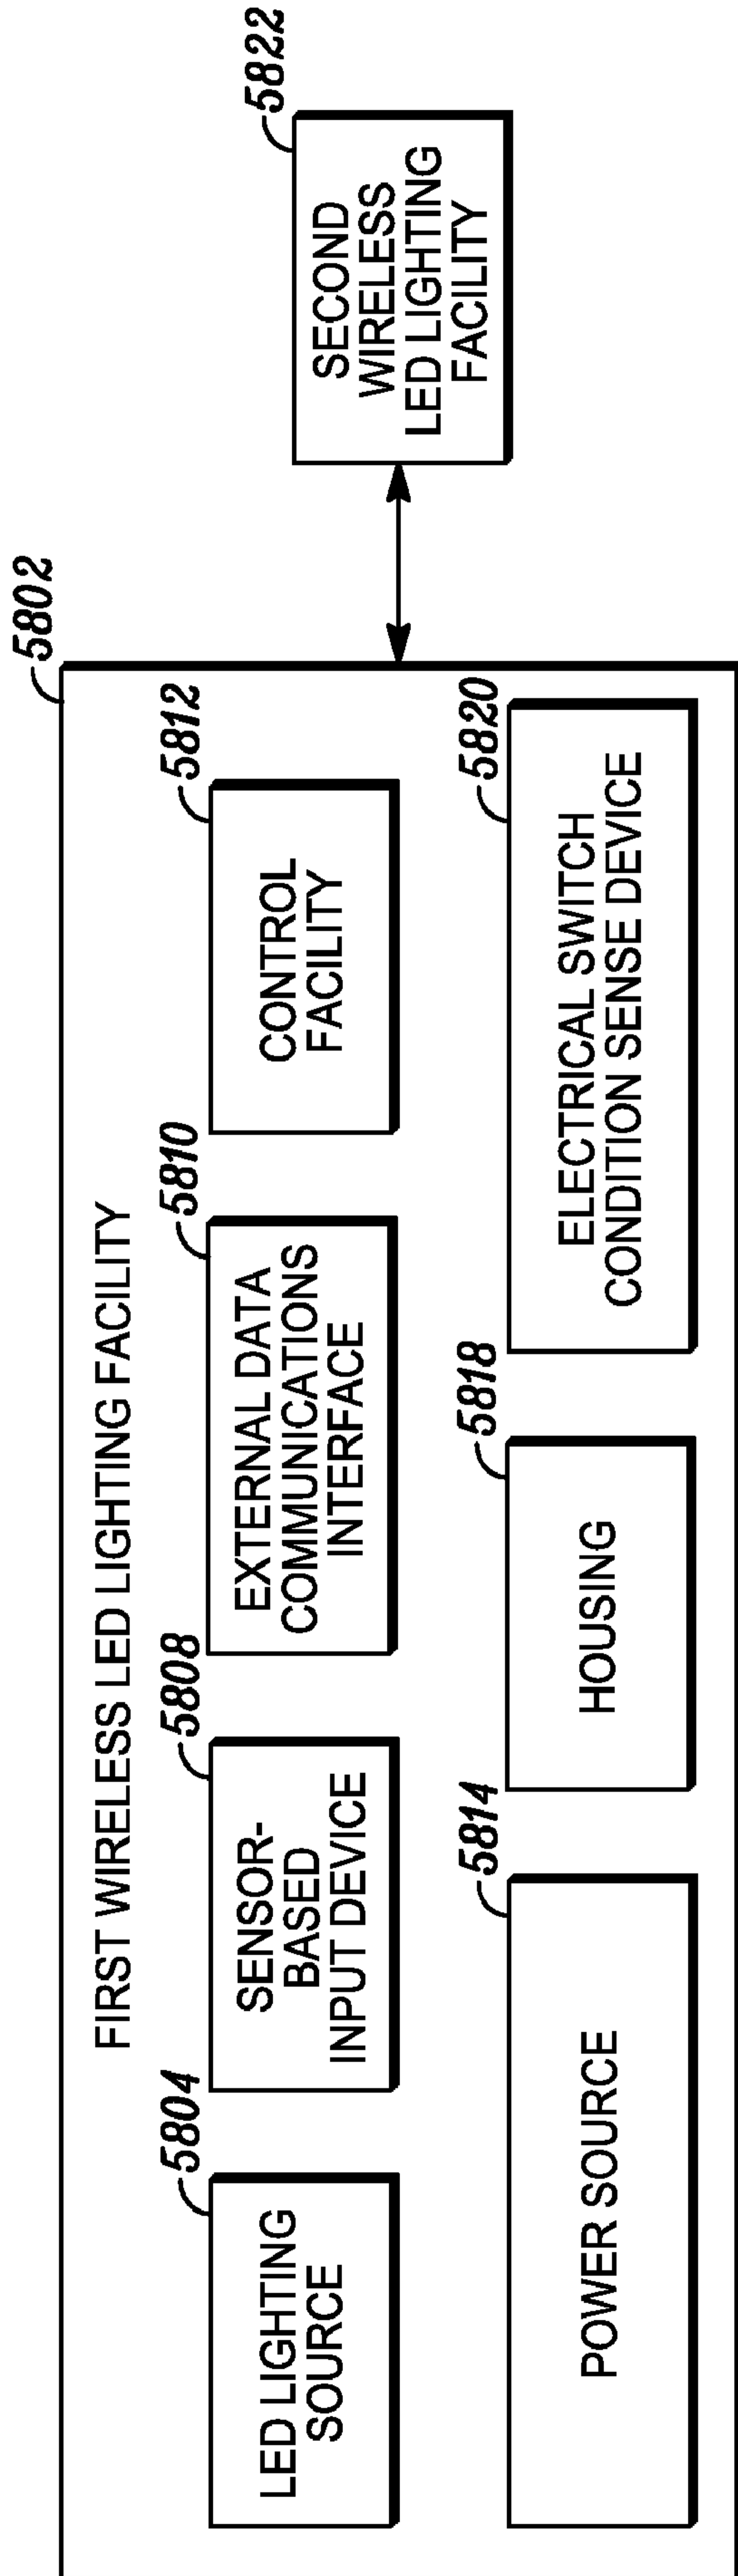 5802
FIRST WIRELESS LED LIGHTING FACILITY
5804
LED LIGHTING
SOURCE
5808
SENSOR-
BASED
INPUT DEVICE
5810
EXTERNAL DATA
COMMUNICATIONS
INTERFACE
5812
CONTROL
FACILITY
5814
POWER SOURCE
5818
HOUSING
5820
ELECTRICAL SWITCH
CONDITION SENSE DEVICE
5822
SECOND
WIRELESS
LED LIGHTING
FACILITY